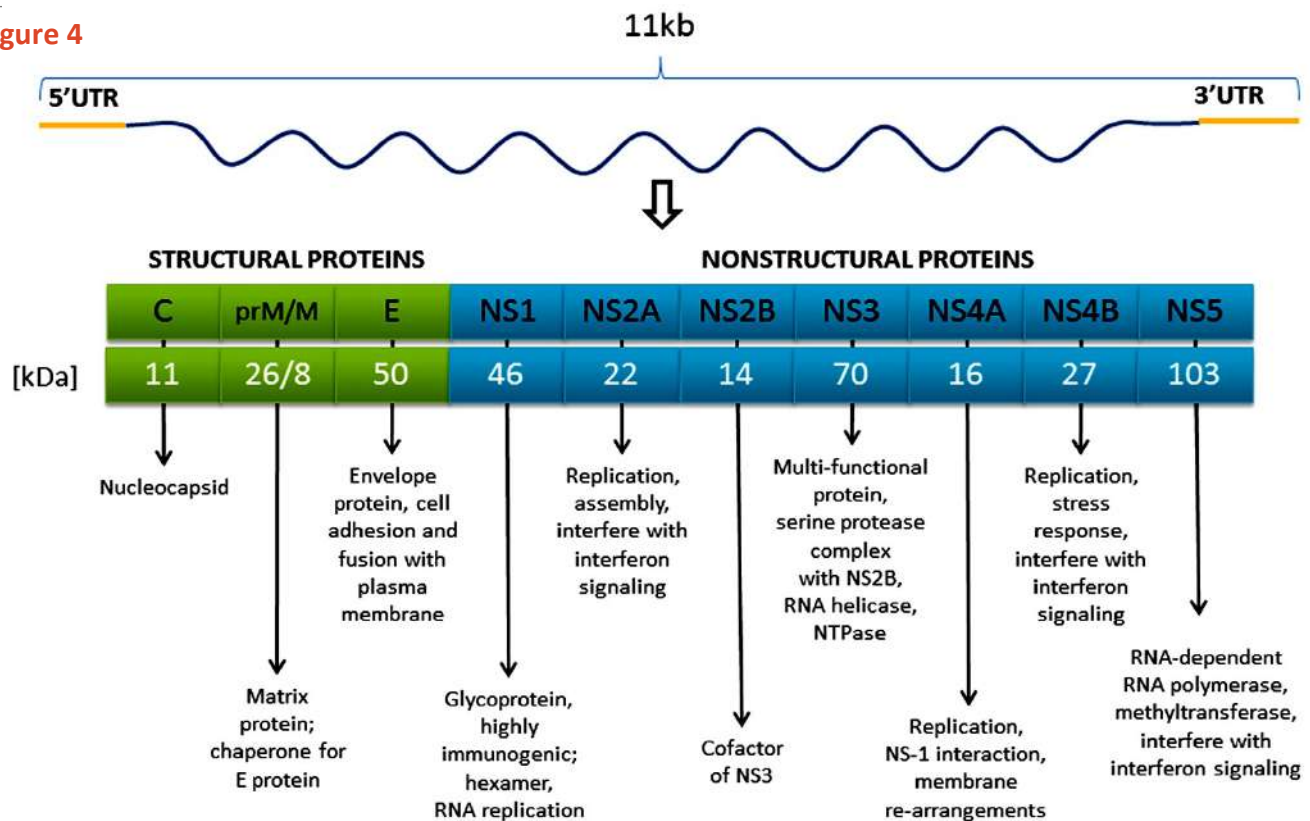 gure 4
11kb
5'UTR
3'UTR
STRUCTURAL PROTEINS
NONSTRUCTURAL PROTEINS
C prM/M E NS1 NS2A NS2B NS3 NS4A NS4B NS5
[kDa] 11 26/8 50 46 22 14 70 16 27 103
Nucleocapsid
Matrix
protein;
chaperone for
E protein
Envelope
protein, cell
adhesion and
fusion with
plasma
membrane
Glycoprotein,
highly
immunogenic;
hexamer,
RNA replication
Replication,
assembly,
interfere with
interferon
signaling
Cofactor
of NS3
Multi-functional
protein,
serine protease
complex
with NS2B,
RNA helicase,
NTPase
Replication,
NS-1 interaction,
membrane
re-arrangements
Replication,
stress
response,
interfere with
interferon
signaling
RNA-dependent
RNA polymerase,
methyltransferase,
interfere with
interferon signaling